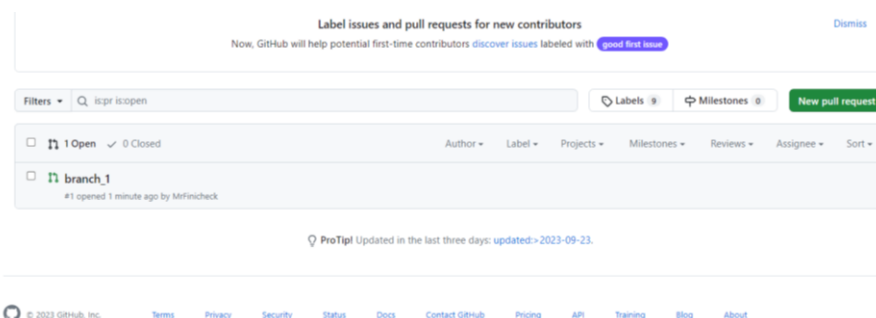 Label issues and pull requests for new contributors
Dismiss
Now, GitHub will help potential first-time contributors discover issues labeled with good first issue
Filters is:pr is:open Labels 9 Milestones 0 New pull request
1 Open 0 Closed Author Label Projects Milestones Reviews Assignee Sort
branch_1
#1 opened 1 minute ago by MrFinicheck
ProTip! Updated in the last three days: updated:>2023-09-23.
© 2023 GitHub, Inc. Terms Privacy Security Status Docs Contact GitHub Pricing API Training Blog About